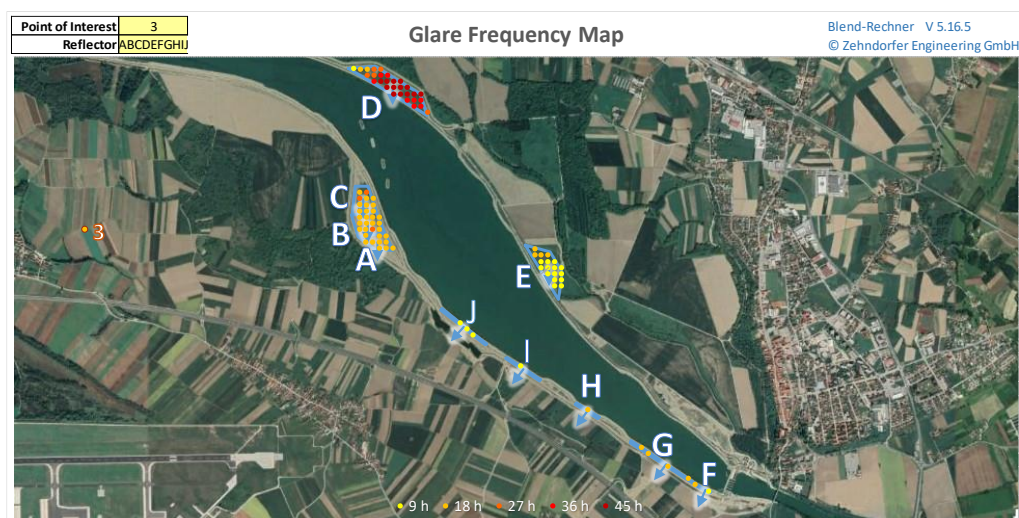 Point of Interest 3
Reflector ABCDEFGHIJ
Glare Frequency Map
Blend-Rechner V 5.16.5
© Zehndorfer Engineering GmbH
D
C
3
B
A
E
J
I
H
G
F
9 h 18 h 27 h 36 h 45 h